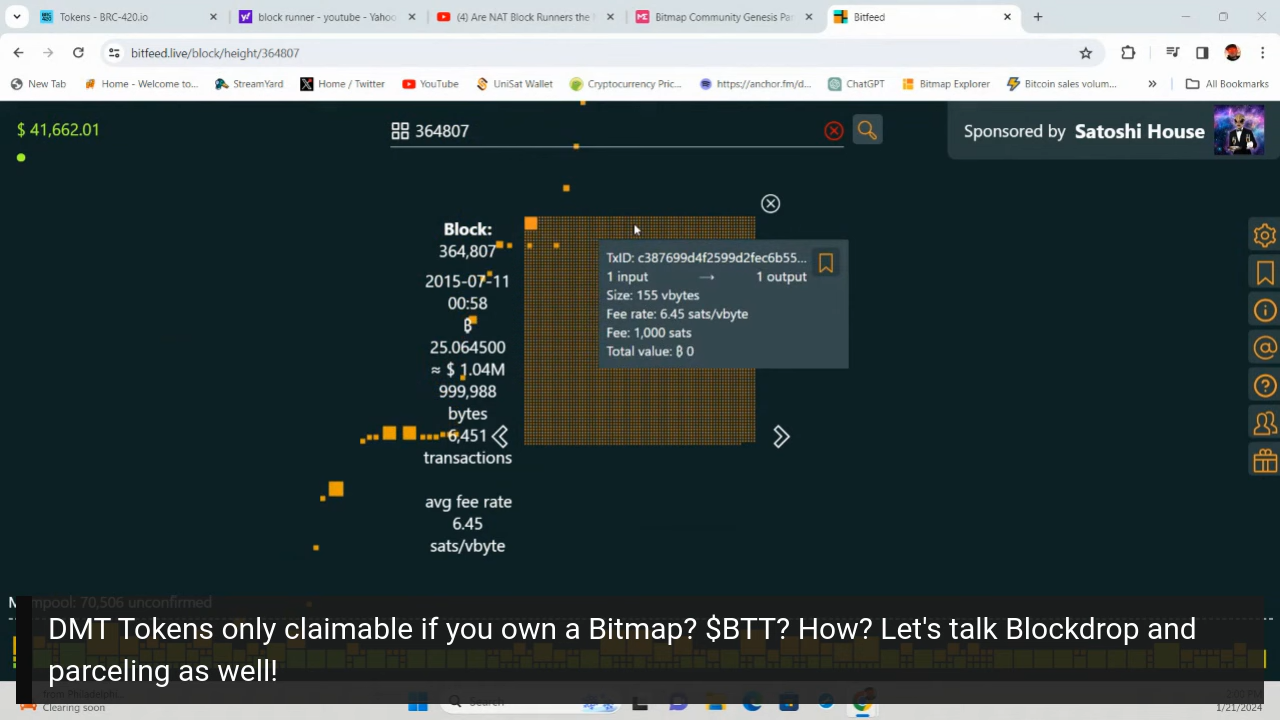 Tokens - BRC-420
block runner - youtube - Yahoo
(4) Are NAT Block Runners the
Bitmap Community Genesis Par
Bitfeed
bitfeed.live/block/height/364807
New Tab
Home - Welcome to...
StreamYard
Home / Twitter
YouTube
UniSat Wallet
Cryptocurrency Pric...
https://anchor.fm/d...
ChatGPT
Bitmap Explorer
Bitcoin sales volum...
All Bookmarks
$ 41,662.01
364807
Sponsored by Satoshi House
Block:
364,807
2015-07-11
00:58
₿
25.064500
≈ $ 1.04M
999,988
bytes
6,451
transactions
avg fee rate
6.45
sats/vbyte
TxID: c387699d4f2599d2fec6b55...
1 input → 1 output
Size: 155 vbytes
Fee rate: 6.45 sats/vbyte
Fee: 1,000 sats
Total value: ₿ 0
Mempool: 70,506 unconfirmed
DMT Tokens only claimable if you own a Bitmap? $BTT? How? Let's talk Blockdrop and
parceling as well!
from Philadelphi...
Clearing soon
Search
2:00 PM
1/21/2024